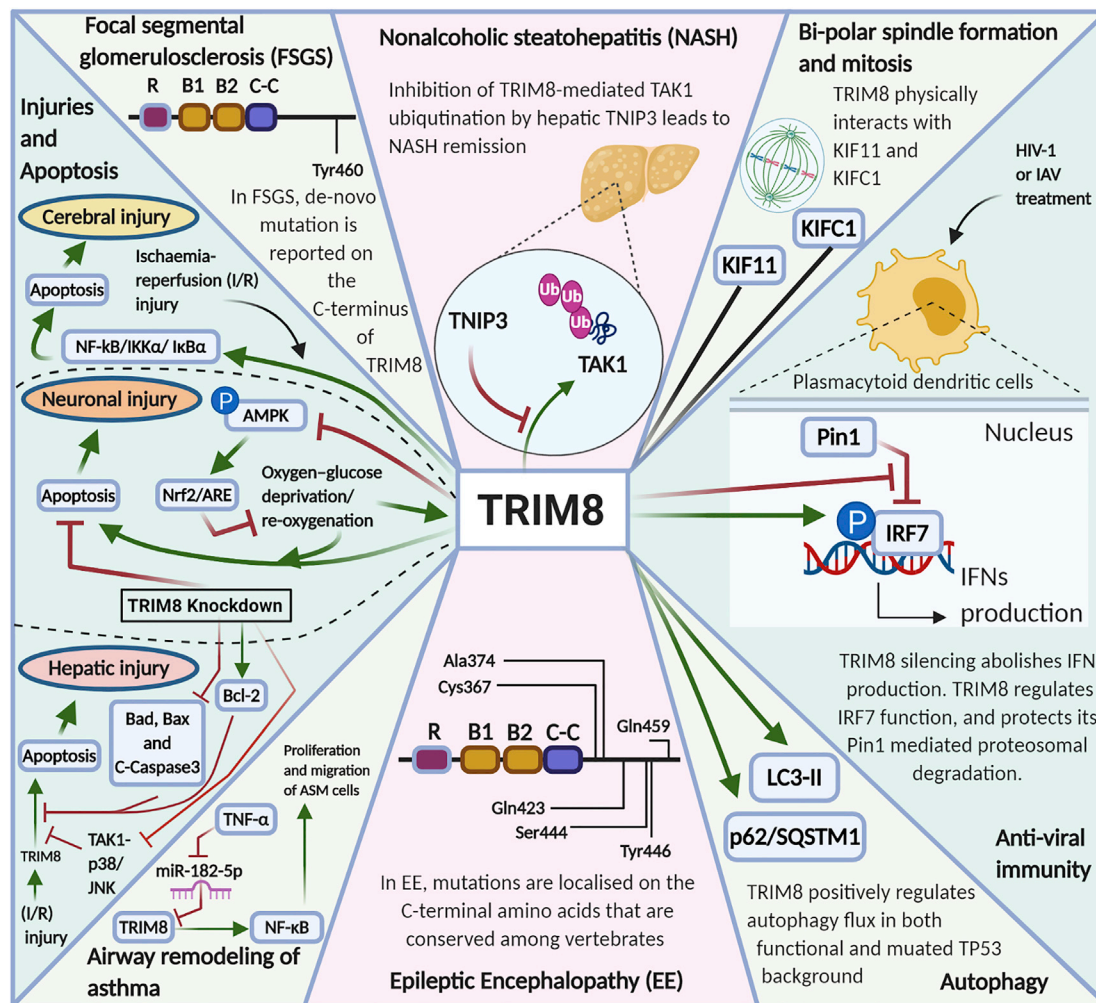 Focal segmental
glomerulosclerosis (FSGS)
R B1 B2 C-C
Tyr460
In FSGS, de-novo
mutation is
reported on
the
C-terminus of
TRIM8
Nonalcoholic steatohepatitis (NASH)
Inhibition of TRIM8-mediated TAK1
ubiqutination by hepatic TNIP3 leads to
NASH remission
TNIP3
Ub
Ub
Ub
TAK1
Bi-polar spindle formation
and mitosis
TRIM8 physically
interacts with
KIF11 and
KIFC1
KIFC1
KIF11
HIV-1
or IAV
treatment
Plasmacytoid dendritic cells
Nucleus
Pin1
P
IRF7
IFNs
production
TRIM8 silencing abolishes IFN
production. TRIM8 regulates
IRF7 function, and protects its
Pin1 mediated proteosomal
degradation.
Anti-viral
immunity
Injuries
and
Apoptosis
Cerebral injury
Apoptosis
Ischaemia-
reperfusion (I/R)
injury
NF-kB/IKKα/ IκBα
Neuronal injury
P
AMPK
Apoptosis
Nrf2/ARE
Oxygen–glucose
deprivation/
re-oxygenation
TRIM8
TRIM8 Knockdown
Hepatic injury
Bcl-2
Bad, Bax
and
C-Caspase3
Apoptosis
TRIM8
TAK1-
p38/
JNK
(I/R)
injury
Proliferation
and migration
of ASM cells
TNF-α
miR-182-5p
TRIM8
NF-κB
Airway remodeling of
asthma
Ala374
Cys367
Gln459
R B1 B2 C-C
Gln423
Ser444
Tyr446
In EE, mutations are localised on the
C-terminal amino acids that are
conserved among vertebrates
Epileptic Encephalopathy (EE)
LC3-II
p62/SQSTM1
TRIM8 positively regulates
autophagy flux in both
functional and muated TP53
background
Autophagy